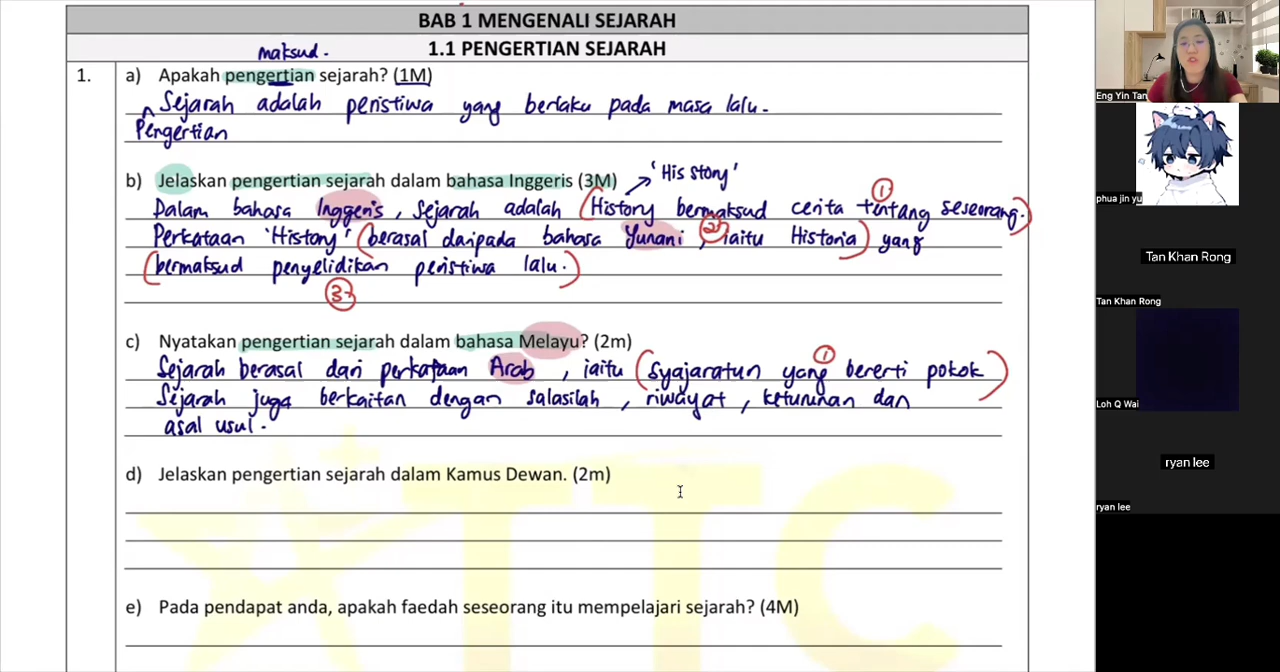 BAB 1 MENGENALI SEJARAH
1.1 PENGERTIAN SEJARAH
maksud.
1. a) Apakah pengertian sejarah? (1M)
Sejarah adalah peristiwa yang berlaku pada masa lalu.
Pengertian
b) Jelaskan pengertian sejarah dalam bahasa Inggeris (3M)
'His story'
Dalam bahasa Inggeris, Sejarah adalah (History bermaksud cerita tentang seseorang.) ①
Perkataan 'History' (berasal daripada bahasa Yunani, ② iaitu Historia) yang
(bermaksud penyelidikan peristiwa lalu.)
③
c) Nyatakan pengertian sejarah dalam bahasa Melayu? (2m)
Sejarah berasal dari perkataan Arab, iaitu (syajaratun yang bererti pokok) ①
Sejarah juga berkaitan dengan salasilah, riwayat, keturunan dan
asal usul.
d) Jelaskan pengertian sejarah dalam Kamus Dewan. (2m)
e) Pada pendapat anda, apakah faedah seseorang itu mempelajari sejarah? (4M)
TTC
Eng Yin Tan
phua jin yu
Tan Khan Rong
Tan Khan Rong
Loh Q Wai
ryan lee
ryan lee